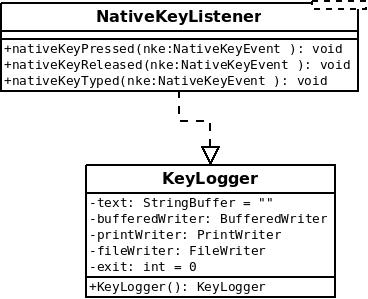 NativeKeyListener
+nativeKeyPressed(nke:NativeKeyEvent ): void
+nativeKeyReleased(nke:NativeKeyEvent ): void
+nativeKeyTyped(nke:NativeKeyEvent ): void
KeyLogger
-text: StringBuffer = ""
-bufferedWriter: BufferedWriter
-printWriter: PrintWriter
-fileWriter: FileWriter
-exit: int = 0
+KeyLogger(): KeyLogger